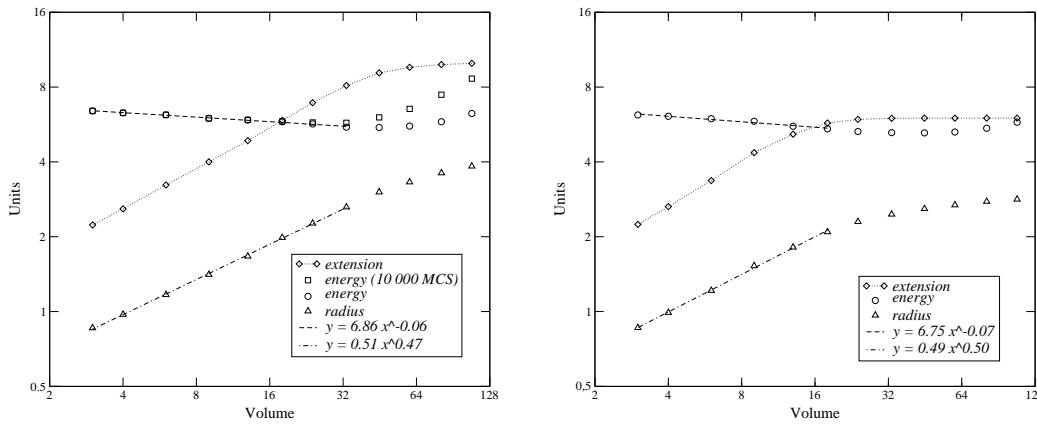 16
8
4
2
1
0.5
Units
2
4
8
16
32
64
128
Volume
extension
energy (10 000 MCS)
energy
radius
y = 6.86 x^-0.06
y = 0.51 x^0.47
16
8
4
2
1
0,5
Units
2
4
8
16
32
64
12
Volume
extension
energy
radius
y = 6.75 x^-0.07
y = 0.49 x^0.50